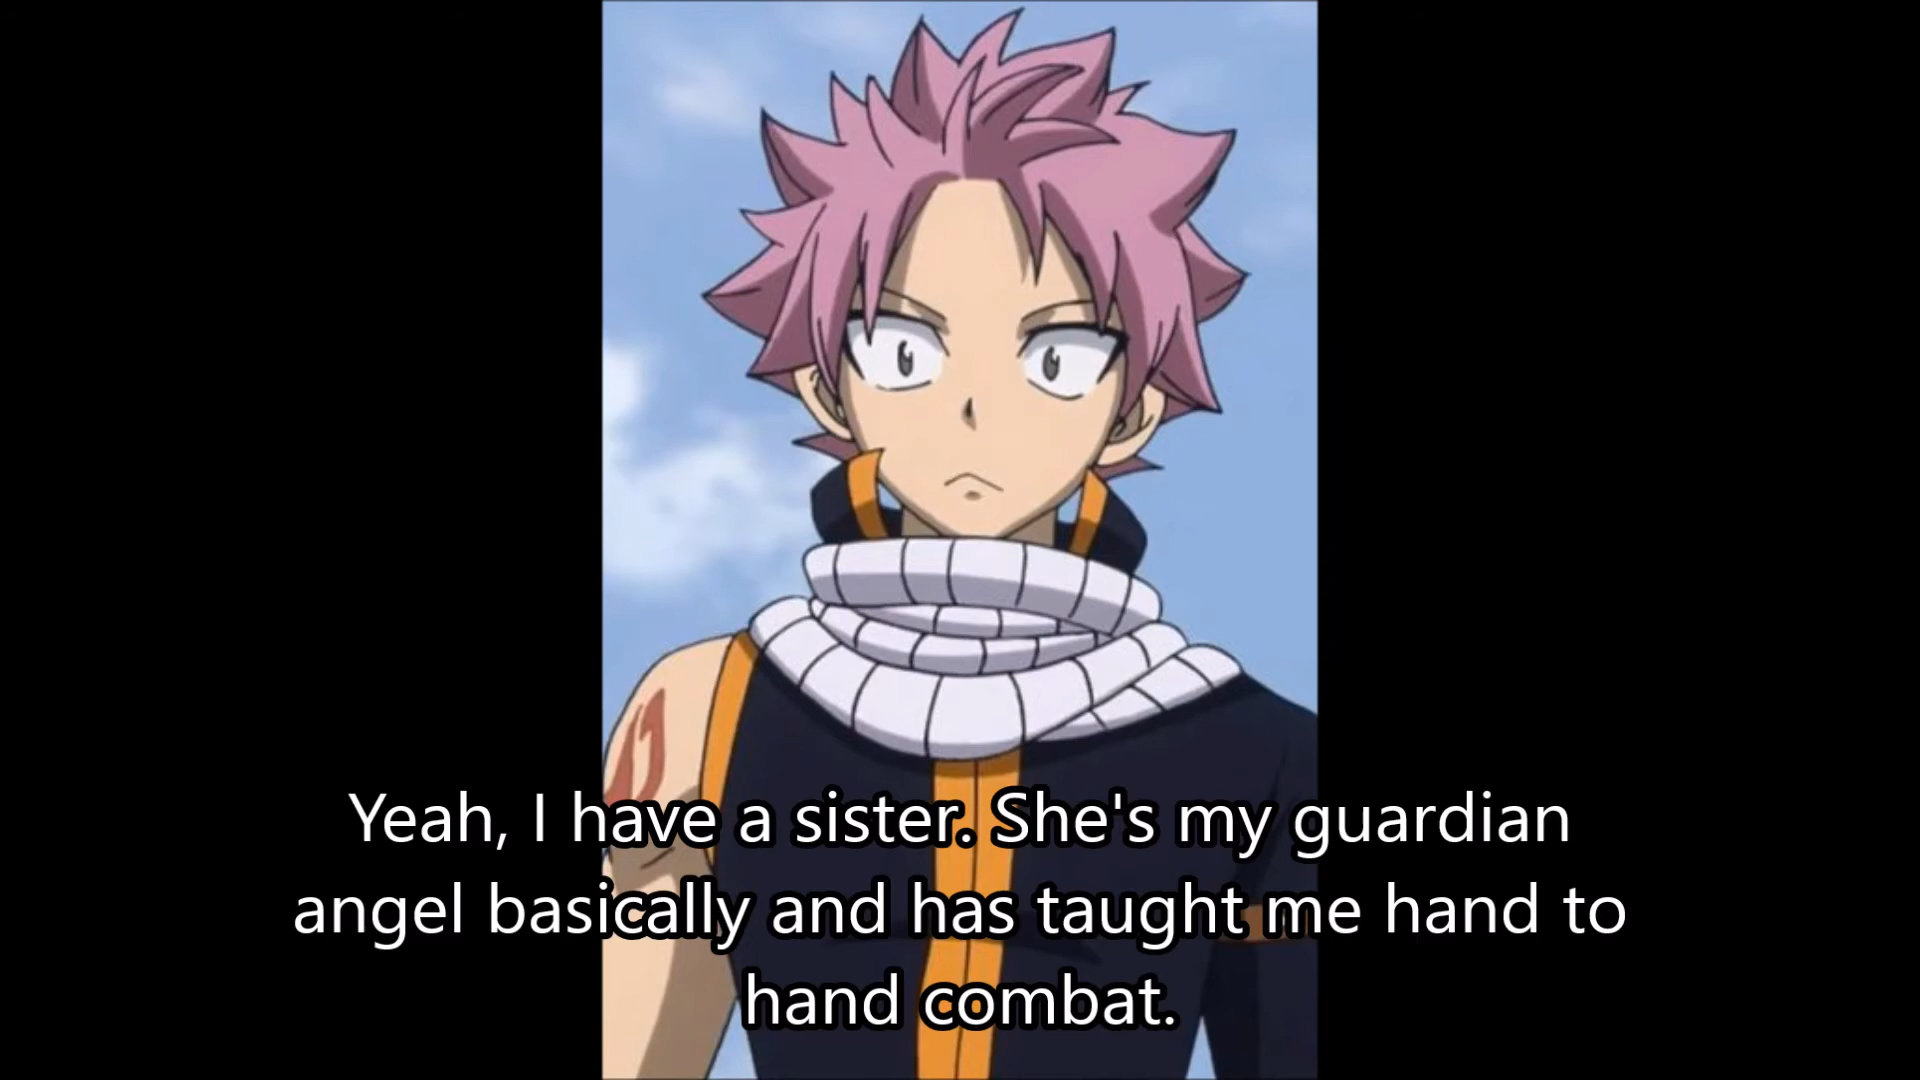 Yeah, I have a sister. She's my guardian
angel basically and has taught me hand to
hand combat.